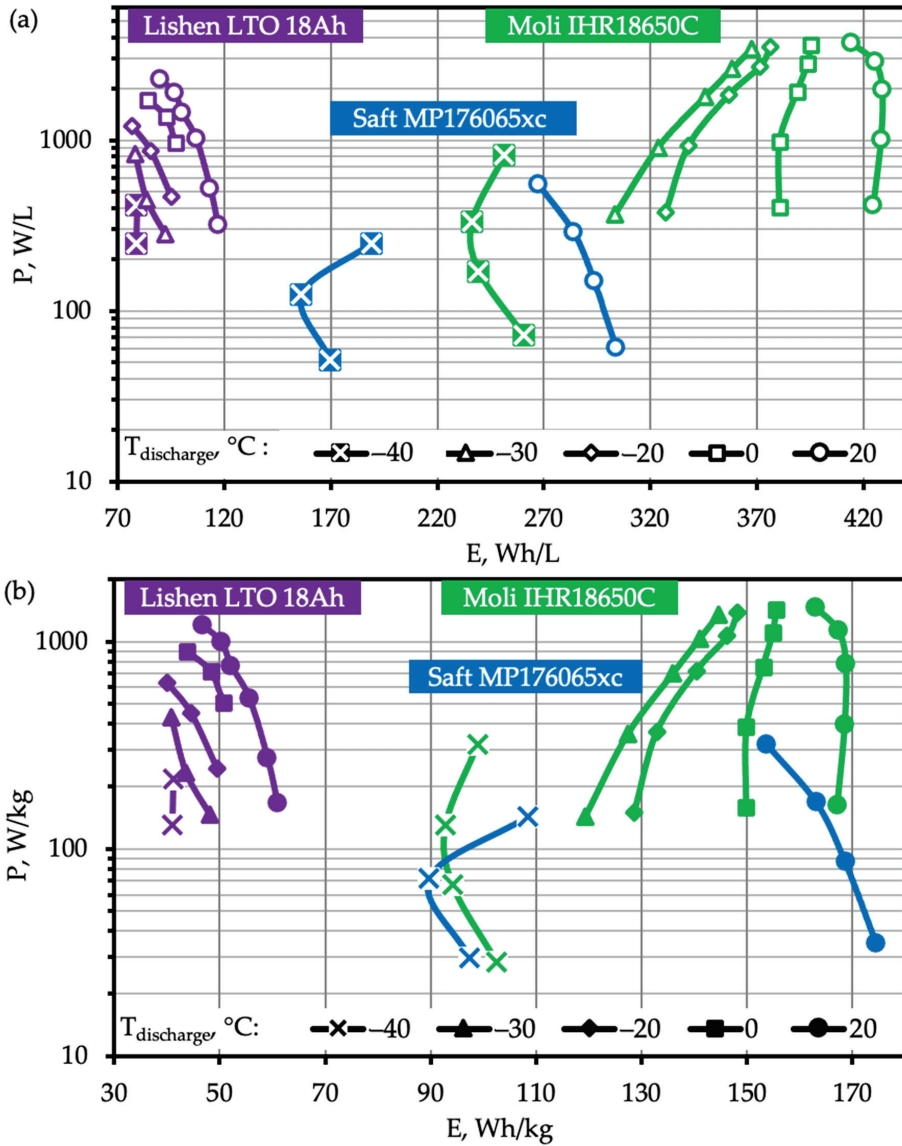 (a)
Lishen LTO 18Ah
Moli IHR18650C
Saft MP176065xc
P, W/L
1000
100
10
T discharge, °C :
–40
–30
–20
0
20
70
120
170
220
270
320
370
420
E, Wh/L
(b)
Lishen LTO 18Ah
Moli IHR18650C
Saft MP176065xc
P, W/kg
1000
100
10
T discharge, °C:
–40
–30
–20
0
20
30
50
70
90
110
130
150
170
E, Wh/kg